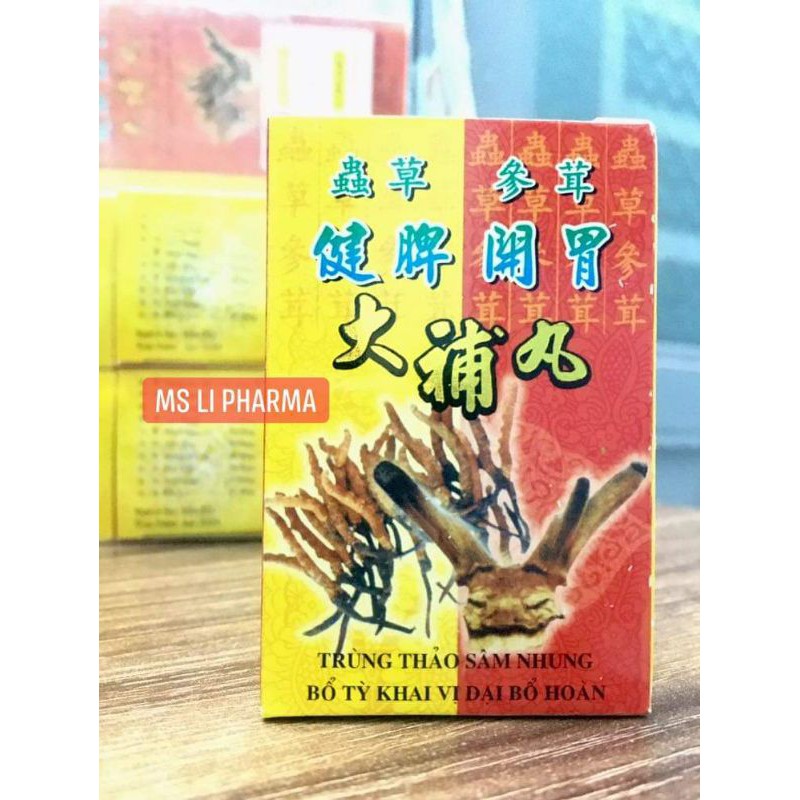 蟲草 參茸
健脾開胃
大補丸
MS LI PHARMA
TRÙNG THẢO SÂM NHUNG
BỔ TỲ KHAI VỊ ĐẠI BỔ HOÀN